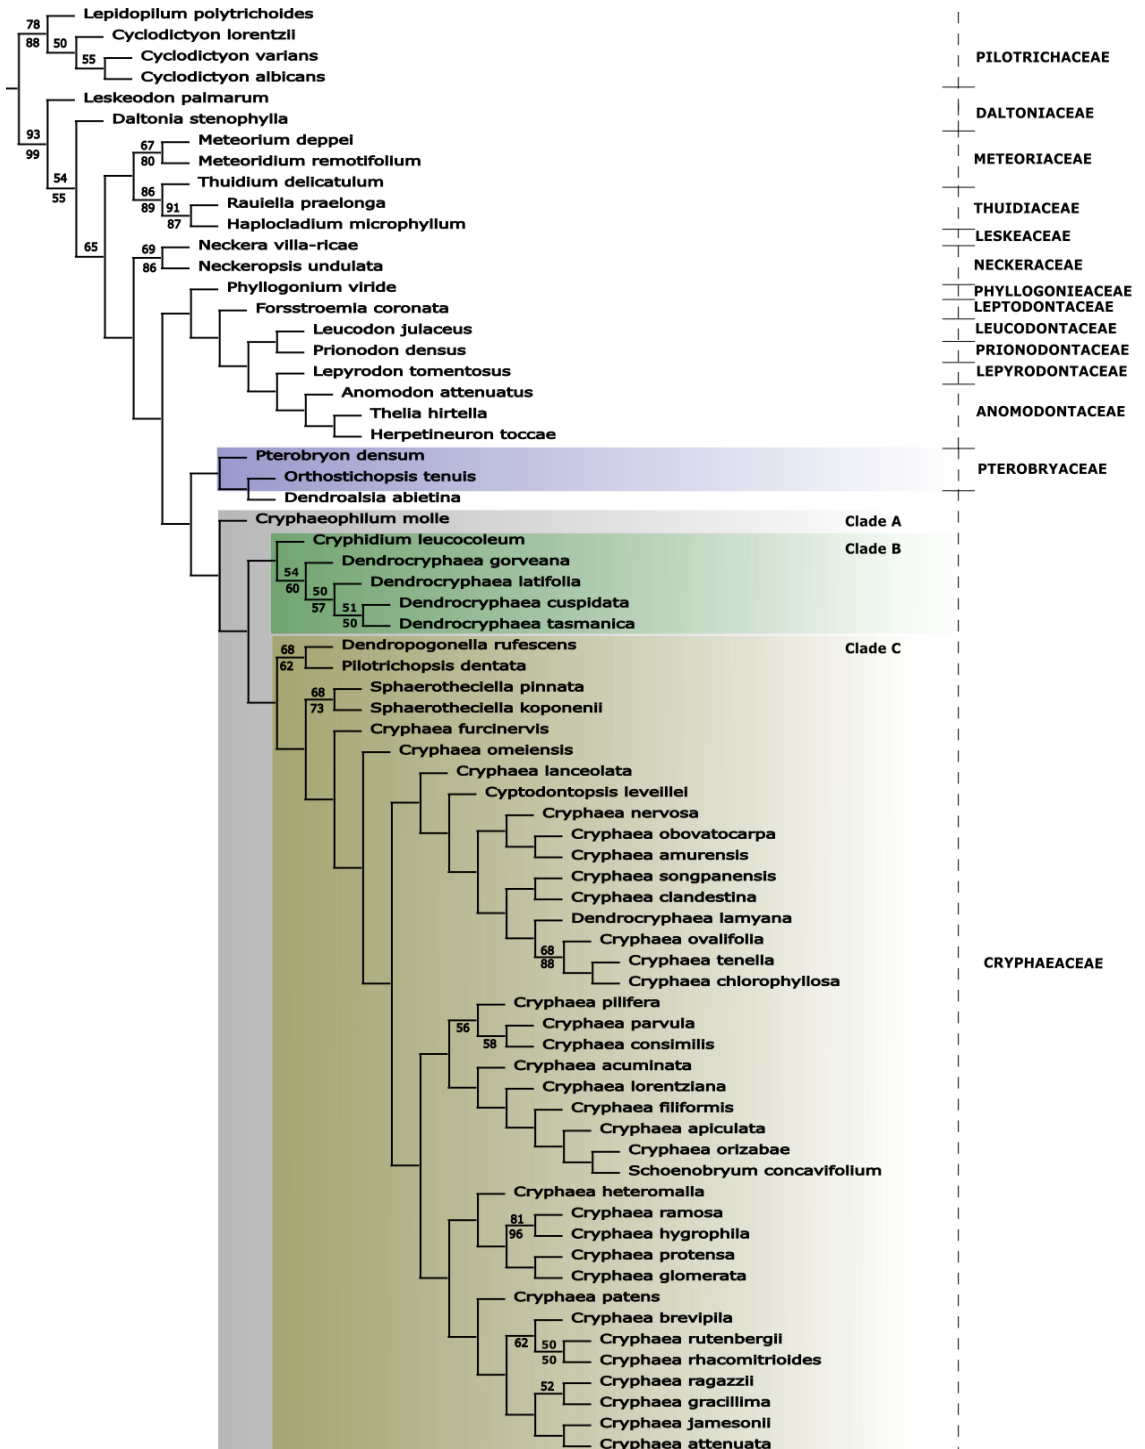 Lepidopilum polytrichoides
78
88
50
Cyclodictyon lorentzii
55
Cyclodictyon varians
PILOTRICHACEAE
Cyclodictyon albicans
Leskeodon palmarum
DALTONIACEAE
Daltonia stenophylla
93
99
Meteorium deppei
67
80
METEORIACEAE
Meteoridium remotifolium
54
55
Thuidium delicatulum
86
89
Rauiella praelonga
91
87
THUIDIACEAE
Haplocladium microphyllum
LESKEACEAE
65
Neckera villa-ricae
69
86
NECKERACEAE
Neckeropsis undulata
Phyllogonium viride
PHYLLOGONIEACEAE
Forsstroemia coronata
LEPTODONTACEAE
Leucodon julaceus
LEUCODONTACEAE
Prionodon densus
PRIONODONTACEAE
Lepyrodon tomentosus
LEPYRODONTACEAE
Anomodon attenuatus
Thelia hirtella
ANOMODONTACEAE
Herpetineuron toccae
Pterobryon densum
PTEROBRYACEAE
Orthostichopsis tenuis
Dendroalsia abietina
Cryphaeophilum molle
Clade A
Cryphidium leucocoleum
Clade B
Dendrocryphaea gorveana
54
60
Dendrocryphaea latifolia
50
57
Dendrocryphaea cuspidata
51
50
Dendrocryphaea tasmanica
Dendropogonella rufescens
Clade C
68
62
Pilotrichopsis dentata
Sphaerotheciella pinnata
68
73
Sphaerotheciella koponenii
Cryphaea furcinervis
Cryphaea omeiensis
Cryphaea lanceolata
Cyptodontopsis leveillei
Cryphaea nervosa
Cryphaea obovatocarpa
Cryphaea amurensis
Cryphaea songpanensis
Cryphaea clandestina
Dendrocryphaea lamyana
Cryphaea ovalifolia
68
88
Cryphaea tenella
CRYPHAEACEAE
Cryphaea chlorophyllosa
Cryphaea pilifera
56
Cryphaea parvula
58
Cryphaea consimilis
Cryphaea acuminata
Cryphaea lorentziana
Cryphaea filiformis
Cryphaea apiculata
Cryphaea orizabae
Schoenobryum concavifolium
Cryphaea heteromalla
Cryphaea ramosa
81
96
Cryphaea hygrophila
Cryphaea protensa
Cryphaea glomerata
Cryphaea patens
Cryphaea brevipila
62
Cryphaea rutenbergii
50
50
Cryphaea rhacomitrioides
Cryphaea ragazzii
52
Cryphaea gracillima
Cryphaea jamesonii
Cryphaea attenuata